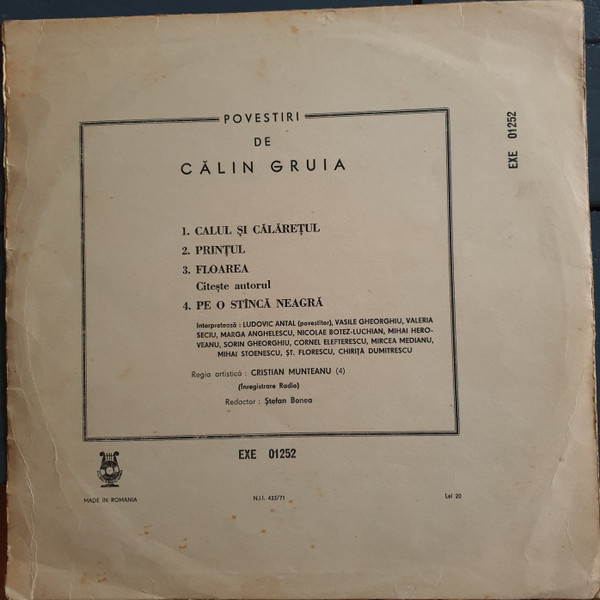 POVESTIRI
DE
CĂLIN GRUIA
EXE 01252
1. CALUL ȘI CĂLĂREȚUL
2. PRINȚUL
3. FLOAREA
Citește autorul
4. PE O STÎNCĂ NEAGRĂ
Interpretează : LUDOVIC ANTAL (povestitor), VASILE GHEORGHIU, VALERIA
SECIU, MARGA ANGHELESCU, NICOLAE BOTEZ-LUCHIAN, MIHAI HERO-
VEANU, SORIN GHEORGHIU, CORNEL ELEFTERESCU, MIRCEA MEDIANU,
MIHAI STOENESCU, ȘT. FLORESCU, CHIRIȚĂ DUMITRESCU
Regia artistică : CRISTIAN MUNTEANU (4)
(Înregistrare Radio)
Redactor : Ștefan Bonea
EXE 01252
MADE IN ROMANIA
N.I.I. 433/71
Lei 20